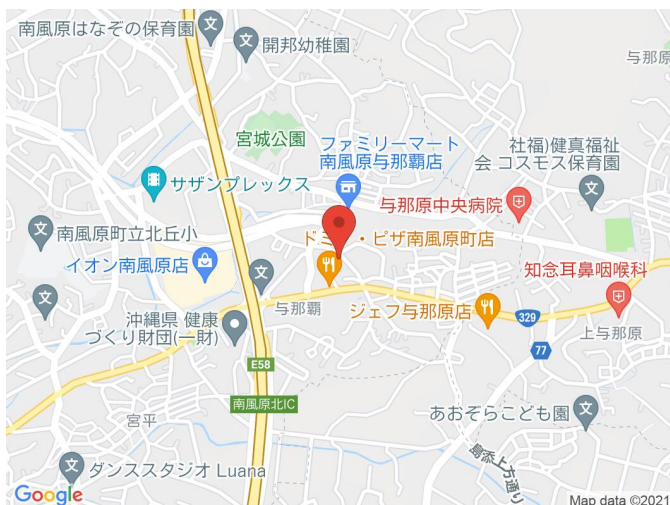 南風原はなぞの保育園
開邦幼稚園
与那原
宮城公園
ファミリーマート
南風原与那覇店
社福)健真福祉
会 コスモス保育園
サザンプレックス
与那原中央病院
南風原町立北丘小
ド
・ピザ南風原町店
イオン南風原店
知念耳鼻咽喉科
与那覇
ジェフ与那原店
329
沖縄県 健康
づくり財団(一財)
上与那原
77
E58
南風原北IC
宮平
あおぞらこども園
島添上方通り
ダンススタジオ Luana
Google
Map data ©2021